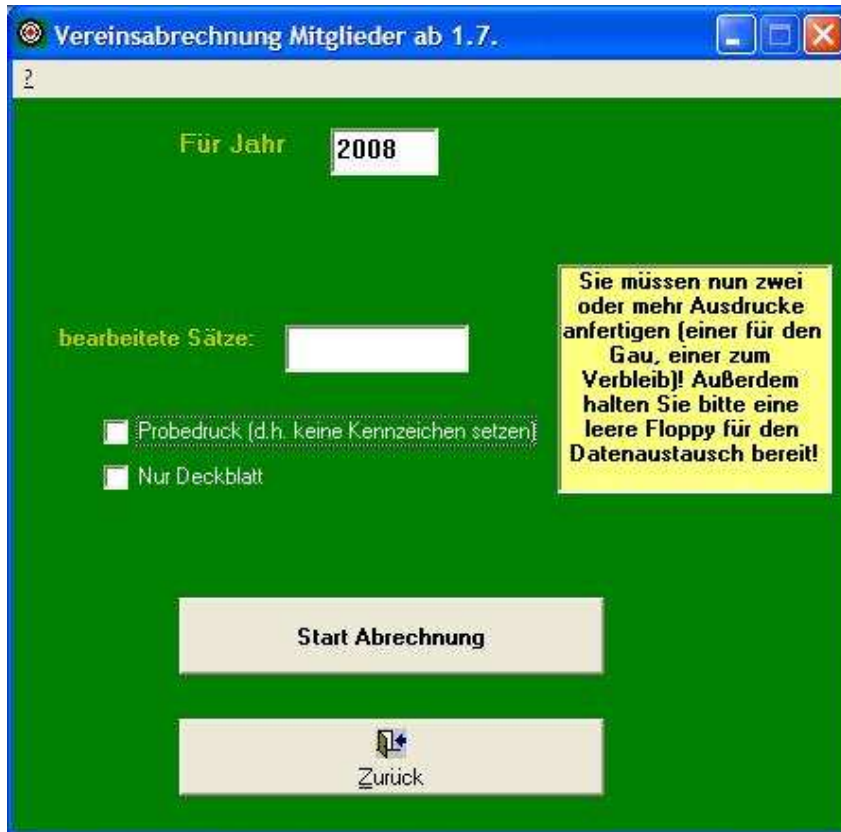 Vereinsabrechnung Mitglieder ab 1.7.
?
Für Jahr
2008
Sie müssen nun zwei
oder mehr Ausdrucke
anfertigen (einer für den
Gau, einer zum
Verbleib)! Außerdem
halten Sie bitte eine
leere Floppy für den
Datenaustausch bereit!
bearbeitete Sätze:
Probedruck (d.h. keine Kennzeichen setzen)
Nur Deckblatt
Start Abrechnung
Zurück